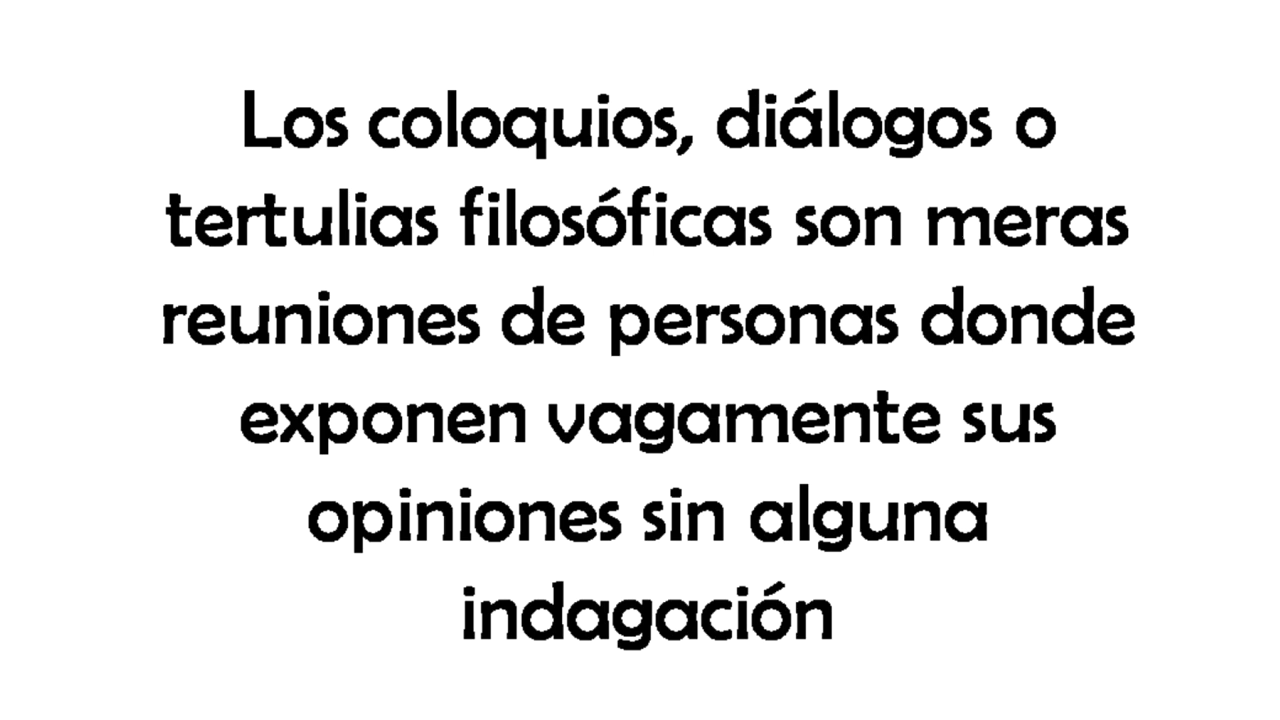 Los coloquios, diálogos o
tertulias filosóficas son meras
reuniones de personas donde
exponen vagamente sus
opiniones sin alguna
indagación